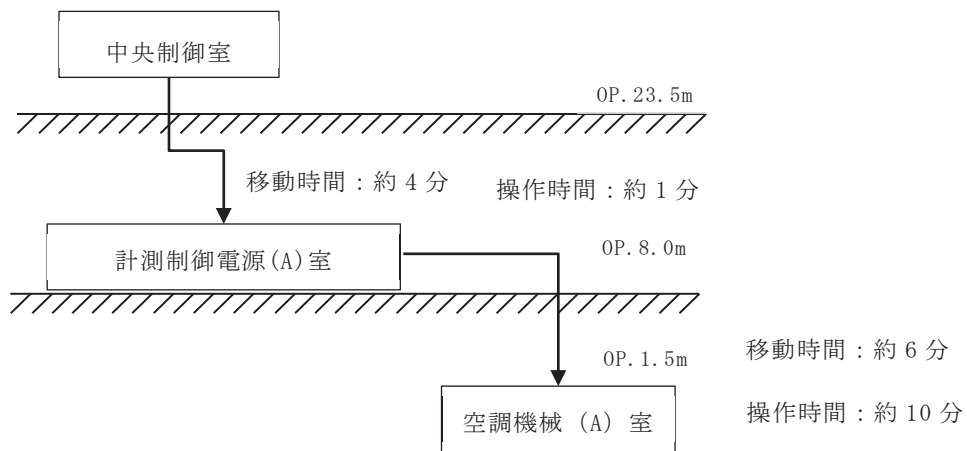 中央制御室
OP.23.5m
移動時間：約 4 分
操作時間：約 1 分
計測制御電源(A)室
OP.8.0m
OP.1.5m
移動時間：約 6 分
空調機械 (A) 室
操作時間：約 10 分